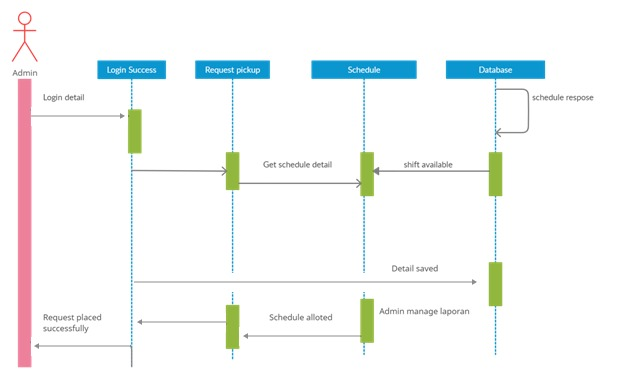 Admin
Login Success
Request pickup
Schedule
Database
Login detail
schedule respose
Get schedule detail
shift available
Detail saved
Request placed
successfully
Schedule alloted
Admin manage laporan